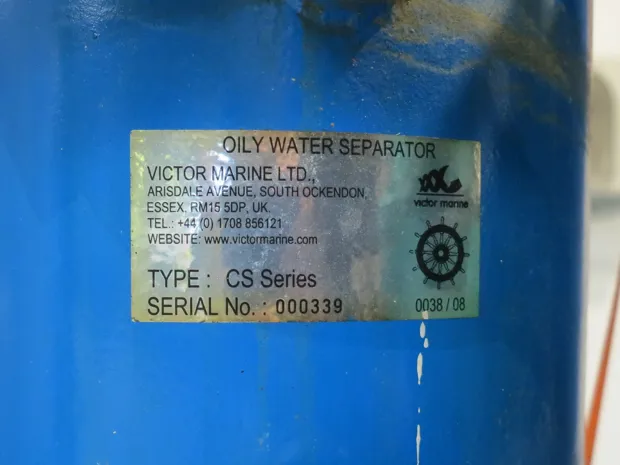 OILY WATER SEPARATOR
VICTOR MARINE LTD.,
ARISDALE AVENUE, SOUTH OCKENDON,
ESSEX, RM15 5DP, UK.
TEL.: +44 (0) 1708 856121
WEBSITE: www.victormarine.com
victor marine
TYPE : CS Series
SERIAL No. : 000339
0038 / 08